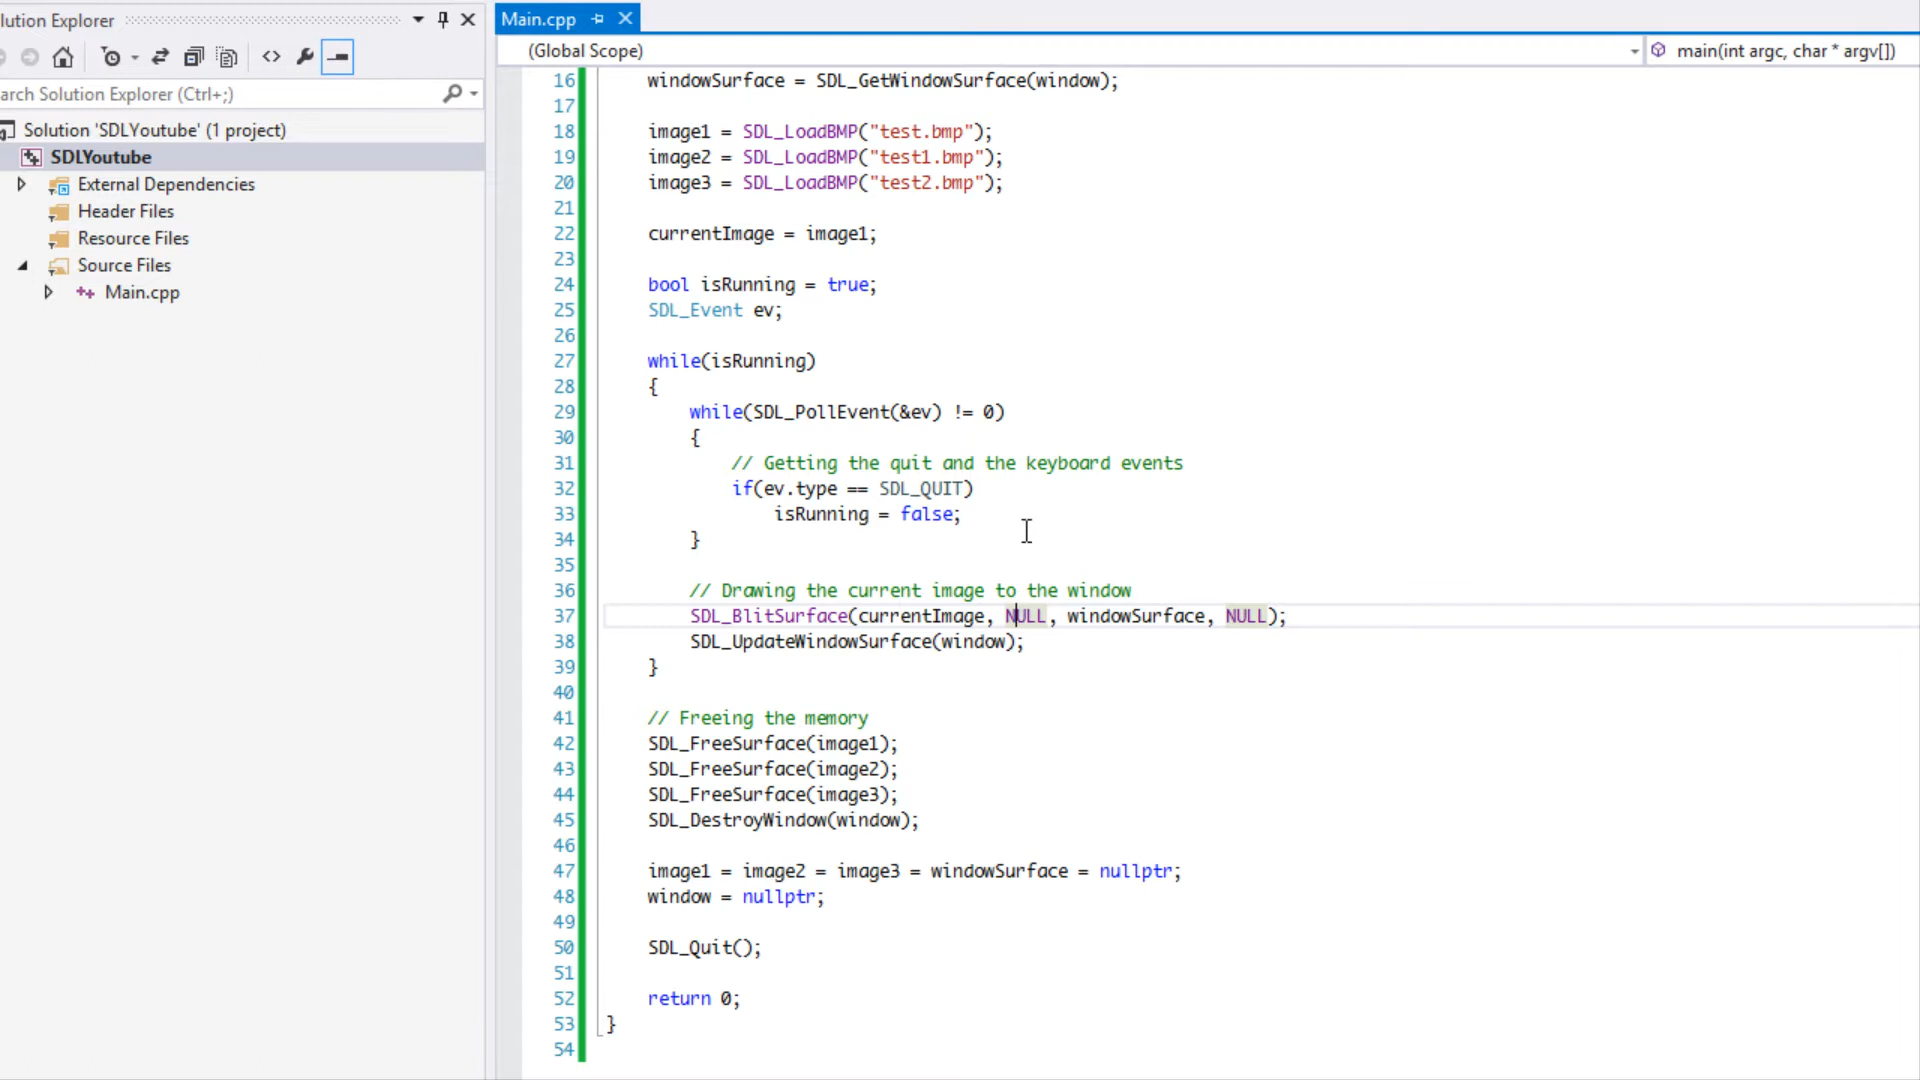 lution Explorer
arch Solution Explorer (Ctrl+;)
Solution 'SDLYoutube' (1 project)
SDLYoutube
External Dependencies
Header Files
Resource Files
Source Files
Main.cpp
Main.cpp
(Global Scope)
main(int argc, char * argv[])
16 windowSurface = SDL_GetWindowSurface(window);
17
18 image1 = SDL_LoadBMP("test.bmp");
19 image2 = SDL_LoadBMP("test1.bmp");
20 image3 = SDL_LoadBMP("test2.bmp");
21
22 currentImage = image1;
23
24 bool isRunning = true;
25 SDL_Event ev;
26
27 while(isRunning)
28 {
29 while(SDL_PollEvent(&ev) != 0)
30 {
31 // Getting the quit and the keyboard events
32 if(ev.type == SDL_QUIT)
33 isRunning = false;
34 }
35
36 // Drawing the current image to the window
37 SDL_BlitSurface(currentImage, NULL, windowSurface, NULL);
38 SDL_UpdateWindowSurface(window);
39 }
40
41 // Freeing the memory
42 SDL_FreeSurface(image1);
43 SDL_FreeSurface(image2);
44 SDL_FreeSurface(image3);
45 SDL_DestroyWindow(window);
46
47 image1 = image2 = image3 = windowSurface = nullptr;
48 window = nullptr;
49
50 SDL_Quit();
51
52 return 0;
53 }
54